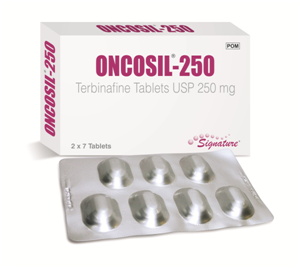 POM
ONCOSIL®-250
Terbinafine Tablets USP 250 mg
2 x 7 Tablets
Signature®